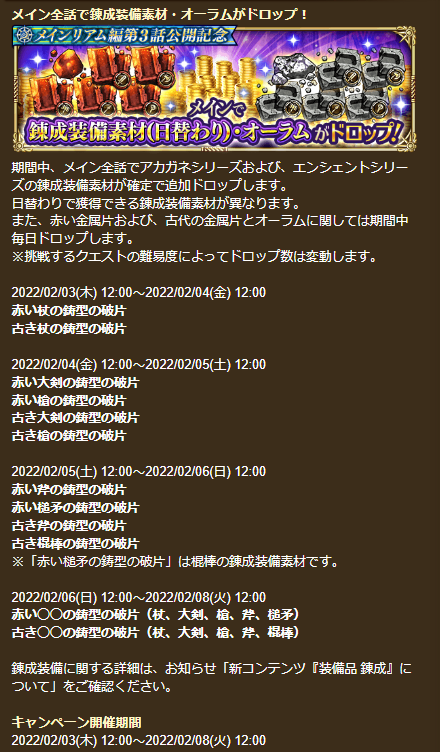 メイン全話で錬成装備素材・オーラムがドロップ！
メインリアム編第3話公開記念
メインで
錬成装備素材(日替わり)・オーラムがドロップ!
期間中、メイン全話でアカガネシリーズおよび、エンシェントシリー
ズの錬成装備素材が確定で追加ドロップします。
日替わりで獲得できる錬成装備素材が異なります。
また、赤い金属片および、古代の金属片とオーラムに関しては期間中
毎日ドロップします。
※挑戦するクエストの難易度によってドロップ数は変動します。
2022/02/03(木) 12:00～2022/02/04(金) 12:00
赤い杖の鋳型の破片
古き杖の鋳型の破片
2022/02/04(金) 12:00～2022/02/05(土) 12:00
赤い大剣の鋳型の破片
赤い槍の鋳型の破片
古き大剣の鋳型の破片
古き槍の鋳型の破片
2022/02/05(土) 12:00～2022/02/06(日) 12:00
赤い斧の鋳型の破片
赤い槌矛の鋳型の破片
古き斧の鋳型の破片
古き棍棒の鋳型の破片
※「赤い槌矛の鋳型の破片」は棍棒の錬成装備素材です。
2022/02/06(日) 12:00～2022/02/08(火) 12:00
赤い〇〇の鋳型の破片（杖、大剣、槍、斧、槌矛）
古き〇〇の鋳型の破片（杖、大剣、槍、斧、棍棒）
錬成装備に関する詳細は、お知らせ「新コンテンツ『装備品 錬成』に
ついて」をご確認ください。
キャンペーン開催期間
2022/02/03(木) 12:00～2022/02/08(火) 12:00